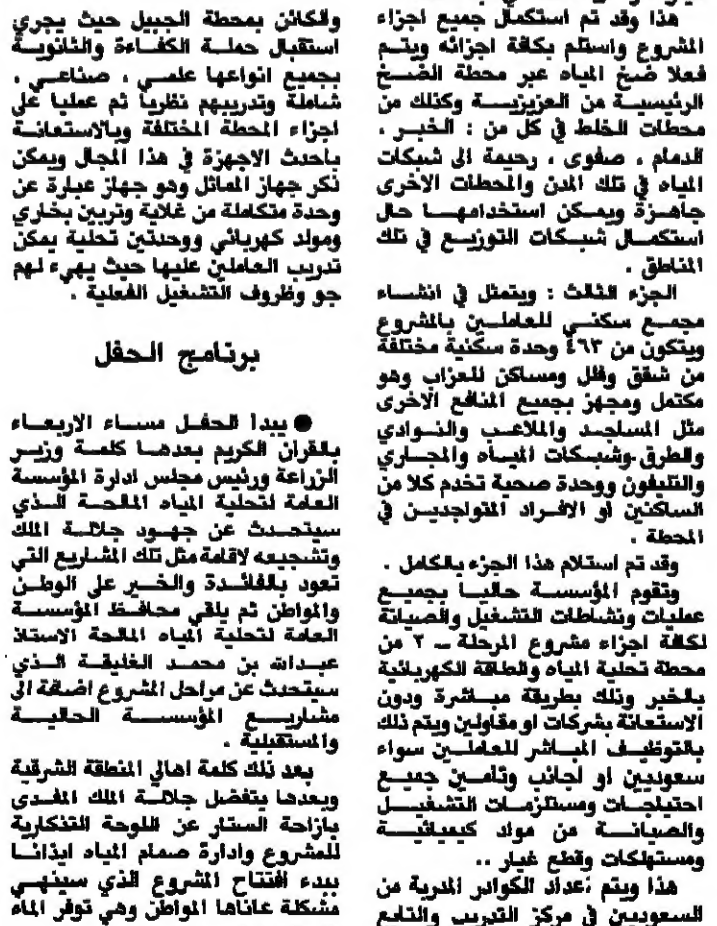 هذا وقد تم استكمال جميع اجزاء
المشروع واستلم بكافة اجزائه ويتم
فعلا ضخ المياه عبر محطة الضخ
الرئيسية من العزيزية وكذلك من
محطات الخلط في كل من : الخبر ،
الدمام ، صفوى ، رحيمة الى شبكات
المياه في تلك المدن والمحطات الاخرى
جاهزة ويمكن استخدامها حال
استكمال شبكات التوزيع في تلك
المناطق .
الجزء الثالث : ويتمثل في انشاء
مجمع سكني للعاملين بالمشروع
ويتكون من ٤٦٣ وحدة سكنية مختلفة
من شقق وفلل ومساكن للعزاب وهو
مكتمل ومجهز بجميع المنافع الاخرى
مثل المساجد والملاعب والنوادي
والطرق وشبكات المياه والمجاري
والتليفون ووحدة صحية تخدم كلا من
الساكنين او الافراد المتواجدين في
المحطة .
وقد تم استلام هذا الجزء بالكامل .
وتقوم المؤسسة حاليا بجميع
عمليات ونشاطات التشغيل والصيانة
لكافة اجزاء مشروع المرحلة ــ ٢ من
محطة تحلية المياه والطاقة الكهربائية
بالخبر وذلك بطريقة مباشرة ودون
الاستعانة بشركات او مقاولين ويتم ذلك
بالتوظيف المباشر للعاملين سواء
سعوديين او اجانب وتأمين جميع
احتياجات ومستلزمات التشغيل
والصيانة من مواد كيميائية
ومستهلكات وقطع غيار ..
هذا ويتم اعداد الكوادر المدربة من
السعوديين في مركز التدريب والتابع
والكائن بمحطة الجبيل حيث يجري
استقبال حملة الكفاءة والثانوية
بجميع انواعها علمي ، صناعي ،
شاملة وتدريبهم نظرياً ثم عمليا على
اجزاء المحطة المختلفة وبالاستعانة
باحدث الاجهزة في هذا المجال ويمكن
ذكر جهاز المماثل وهو جهاز عبارة عن
وحدة متكاملة من غلاية وتربين بخاري
ومولد كهربائي ووحدتين تحلية يمكن
تدريب العاملين عليها حيث يهيء لهم
جو وظروف التشغيل الفعلية .
برنامج الحفل
● يبدأ الحفل مساء الاربعاء
بالقرآن الكريم بعدها كلمة وزير
الزراعة ورئيس مجلس ادارة المؤسسة
العامة لتحلية المياه المالحة الذي
سيتحدث عن جهود جلالة الملك
وتشجيعه لاقامة مثل تلك المشاريع التي
تعود بالفائدة والخير على الوطن
والمواطن ثم يلقي محافظ المؤسسة
العامة لتحلية المياه المالحة الاستاذ
عبدالله بن محمد الغليقة الذي
سيتحدث عن مراحل المشروع اضافة الى
مشاريع المؤسسة الحالية
والمستقبلية .
بعد ذلك كلمة اهالي المنطقة الشرقية
وبعدها يتفضل جلالة الملك المفدى
بازاحة الستار عن اللوحة التذكارية
للمشروع وادارة صمام المياه ايذانا
ببدء افتتاح المشروع الذي سينهي
مشكلة عاناها المواطن وهي توفر الماء